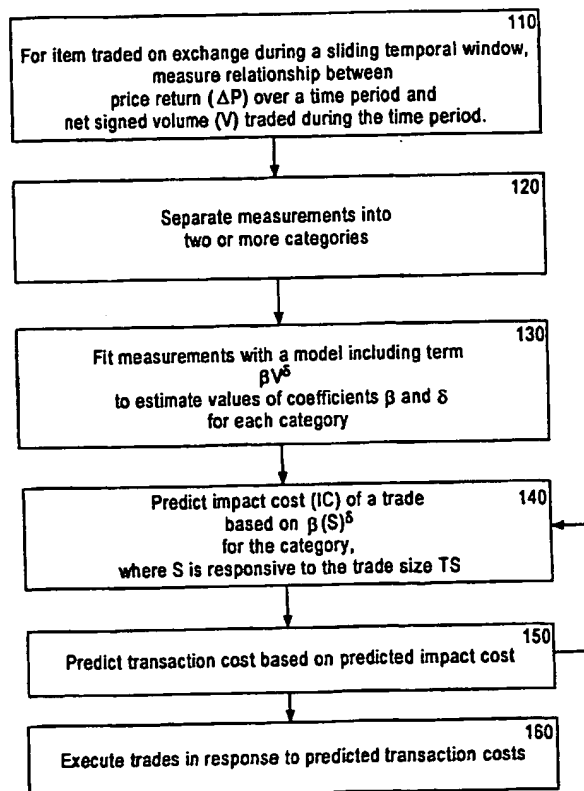 110
For item traded on exchange during a sliding temporal window,
measure relationship between
price return (ΔP) over a time period and
net signed volume (V) traded during the time period.
120
Separate measurements into
two or more categories
130
Fit measurements with a model including term
βV^δ
to estimate values of coefficients β and δ
for each category
140
Predict impact cost (IC) of a trade
based on β(S)^δ
for the category,
where S is responsive to the trade size TS
150
Predict transaction cost based on predicted impact cost
160
Execute trades in response to predicted transaction costs